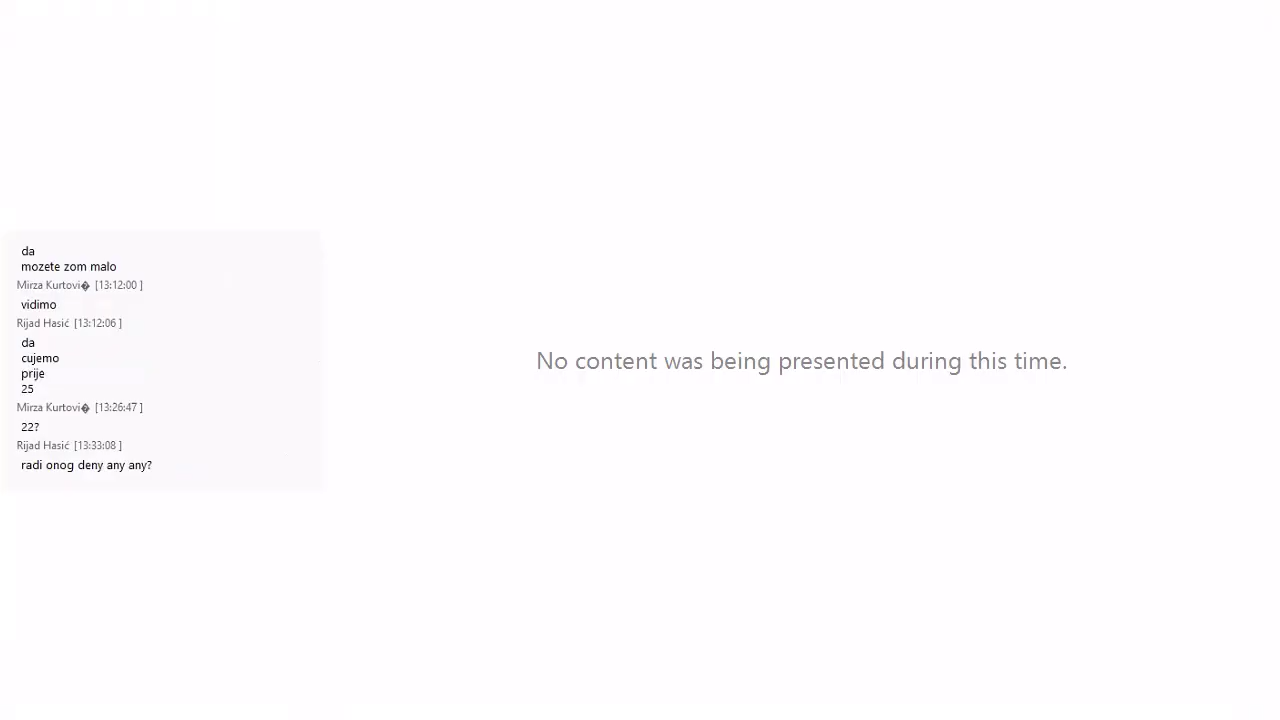 da
mozete zom malo
Mirza Kurtovi� [13:12:00 ]
vidimo
Rijad Hasić [13:12:06 ]
da
cujemo
prije
25
Mirza Kurtovi� [13:26:47 ]
22?
Rijad Hasić [13:33:08 ]
radi onog deny any any?
No content was being presented during this time.